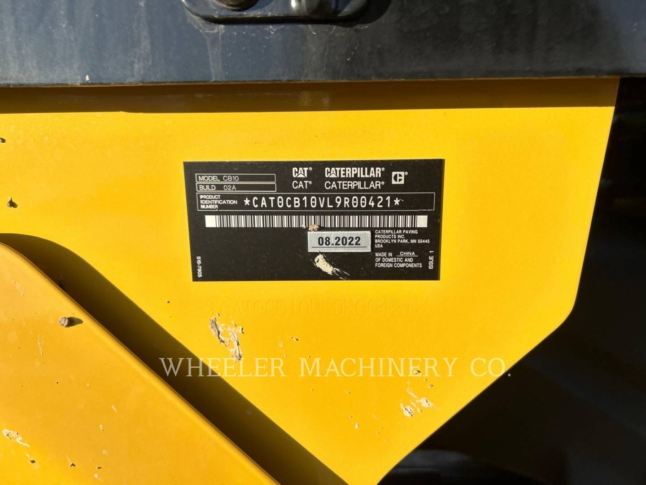 MODEL CB10
BUILD 02A
PRODUCT IDENTIFICATION NUMBER
*CAT0CB10VL9R00421*
CAT® CATERPILLAR®
CAT® CATERPILLAR®
08.2022
CATERPILLAR PAVING
PRODUCTS INC.
BROOKLYN PARK, MN 55445
USA
MADE IN CHINA
OF DOMESTIC AND
FOREIGN COMPONENTS
ISSUE 1
WHEELER MACHINERY CO.